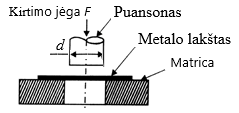 Kirtimo jėga F
Puansonas
d
Metalo lakštas
Matrica